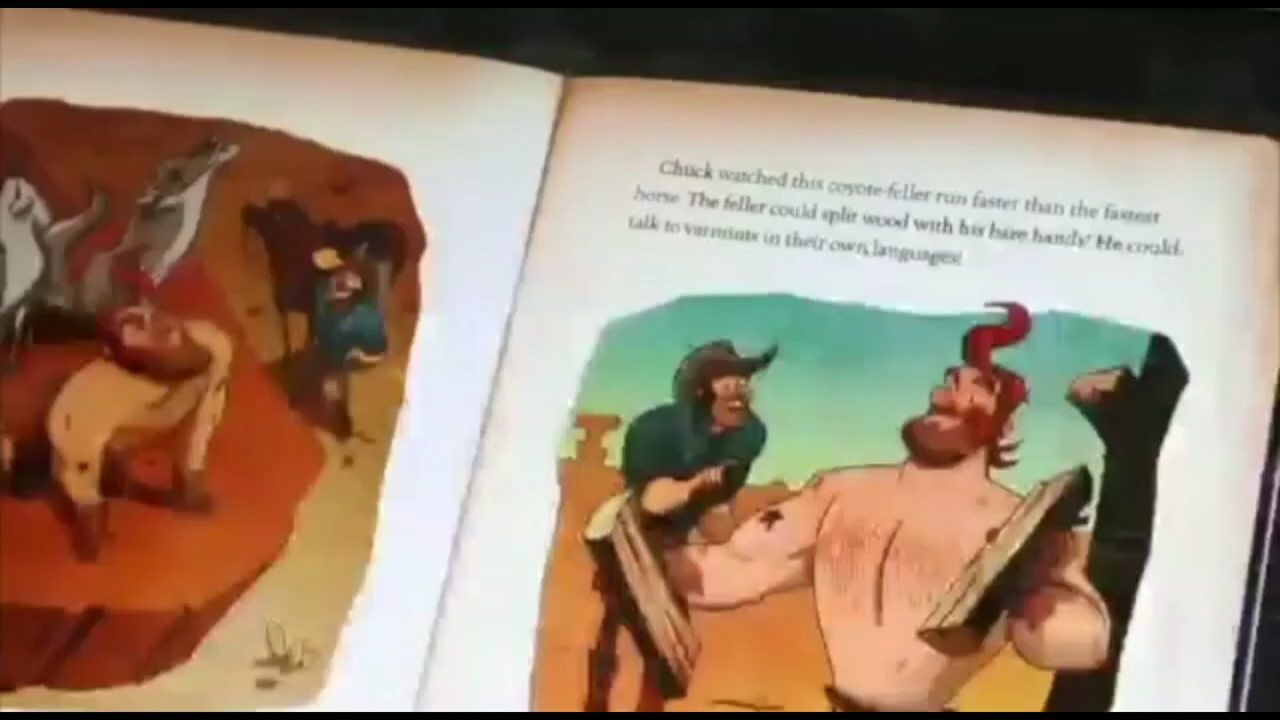 Chuck watched this coyote-feller run faster than the fastest
horse. The feller could split wood with his bare hands! He could
talk to varmints in their own languages!